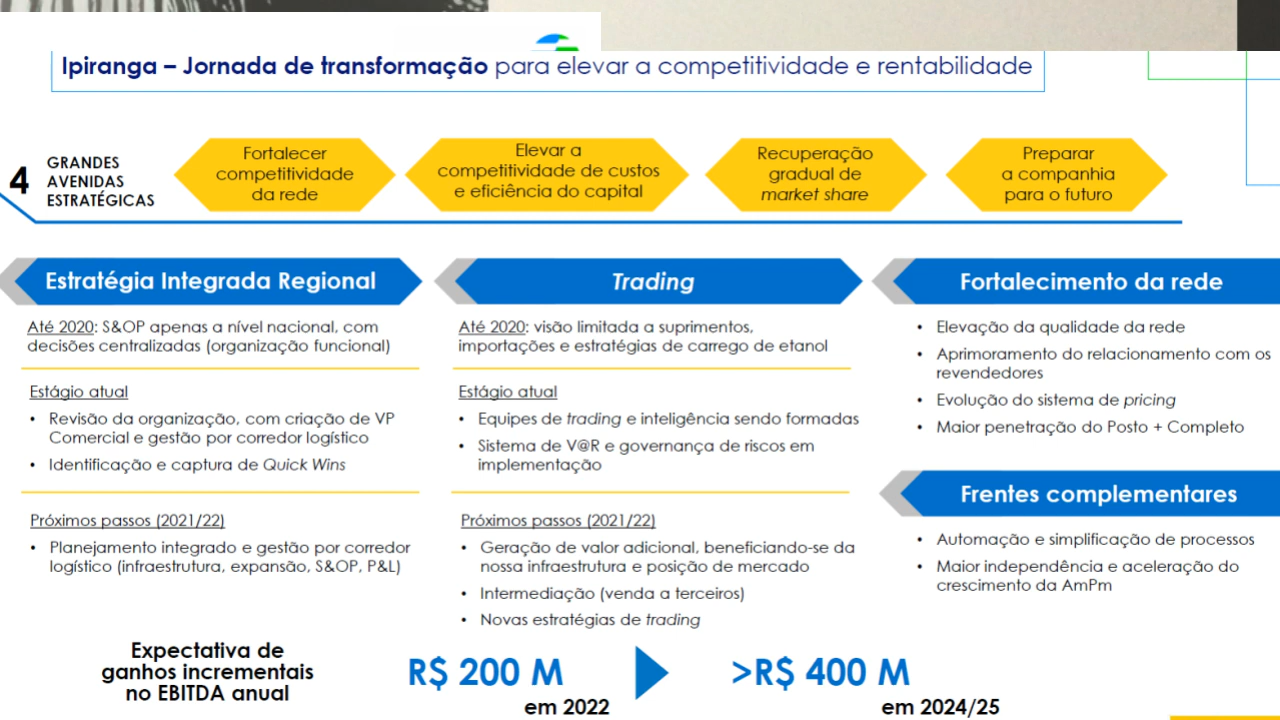 Ipiranga – Jornada de transformação para elevar a competitividade e rentabilidade
4
GRANDES
AVENIDAS
ESTRATÉGICAS
Fortalecer
competitividade
da rede
Elevar a
competitividade de custos
e eficiência do capital
Recuperação
gradual de
market share
Preparar
a companhia
para o futuro
Estratégia Integrada Regional
Até 2020: S&OP apenas a nível nacional, com
decisões centralizadas (organização funcional)
Estágio atual
• Revisão da organização, com criação de VP
Comercial e gestão por corredor logístico
• Identificação e captura de Quick Wins
Próximos passos (2021/22)
• Planejamento integrado e gestão por corredor
logístico (infraestrutura, expansão, S&OP, P&L)
Trading
Até 2020: visão limitada a suprimentos,
importações e estratégias de carrego de etanol
Estágio atual
• Equipes de trading e inteligência sendo formadas
• Sistema de V@R e governança de riscos em
implementação
Próximos passos (2021/22)
• Geração de valor adicional, beneficiando-se da
nossa infraestrutura e posição de mercado
• Intermediação (venda a terceiros)
• Novas estratégias de trading
Fortalecimento da rede
• Elevação da qualidade da rede
• Aprimoramento do relacionamento com os
revendedores
• Evolução do sistema de pricing
• Maior penetração do Posto + Completo
Frentes complementares
• Automação e simplificação de processos
• Maior independência e aceleração do
crescimento da AmPm
Expectativa de
ganhos incrementais
no EBITDA anual
R$ 200 M
em 2022
>R$ 400 M
em 2024/25